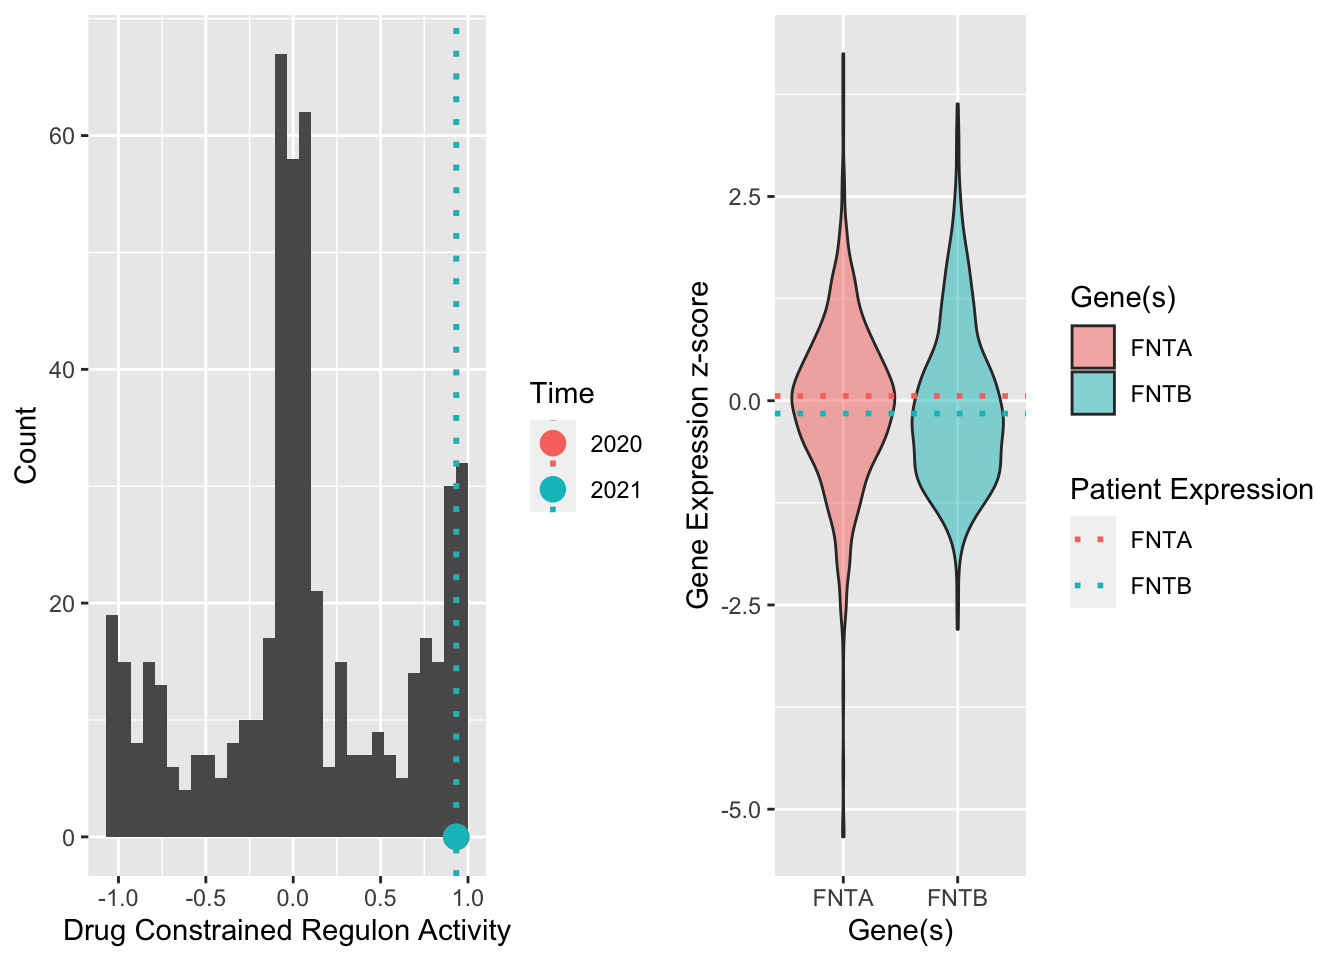 60
40
20
0
Count
-1.0 -0.5 0.0 0.5 1.0
Drug Constrained Regulon Activity
Time
2020
2021
2.5
0.0
-2.5
-5.0
Gene Expression z-score
FNTA FNTB
Gene(s)
Gene(s)
FNTA
FNTB
Patient Expression
FNTA
FNTB